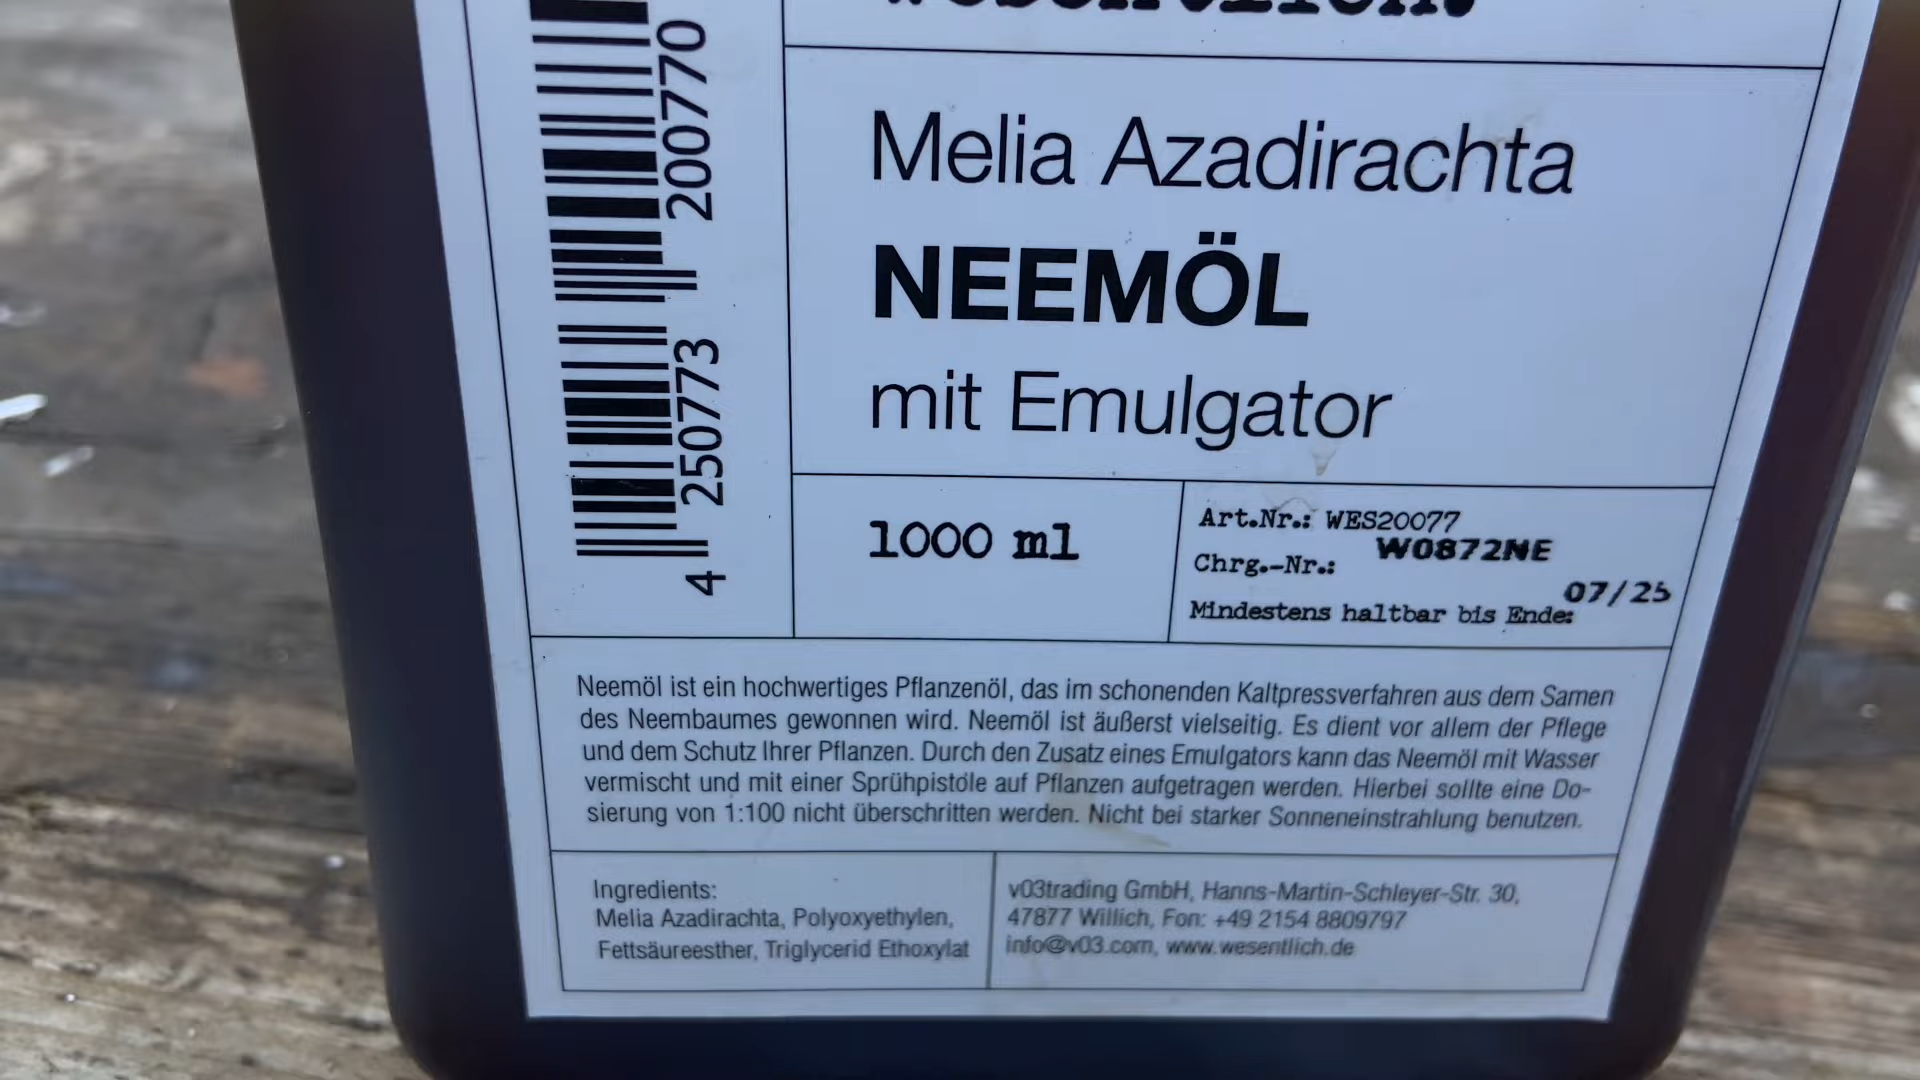 wesentlich.
Melia Azadirachta
NEEMÖL
mit Emulgator
4 250773 200770
1000 ml
Art.Nr.: WES20077
Chrg.-Nr.: W0872NE
Mindestens haltbar bis Ende: 07/25
Neemöl ist ein hochwertiges Pflanzenöl, das im schonenden Kaltpressverfahren aus dem Samen
des Neembaumes gewonnen wird. Neemöl ist äußerst vielseitig. Es dient vor allem der Pflege
und dem Schutz Ihrer Pflanzen. Durch den Zusatz eines Emulgators kann das Neemöl mit Wasser
vermischt und mit einer Sprühpistole auf Pflanzen aufgetragen werden. Hierbei sollte eine Do-
sierung von 1:100 nicht überschritten werden. Nicht bei starker Sonneneinstrahlung benutzen.
Ingredients:
Melia Azadirachta, Polyoxyethylen,
Fettsäureesther, Triglycerid Ethoxylat
v03trading GmbH, Hanns-Martin-Schleyer-Str. 30,
47877 Willich, Fon: +49 2154 8809797
info@v03.com, www.wesentlich.de